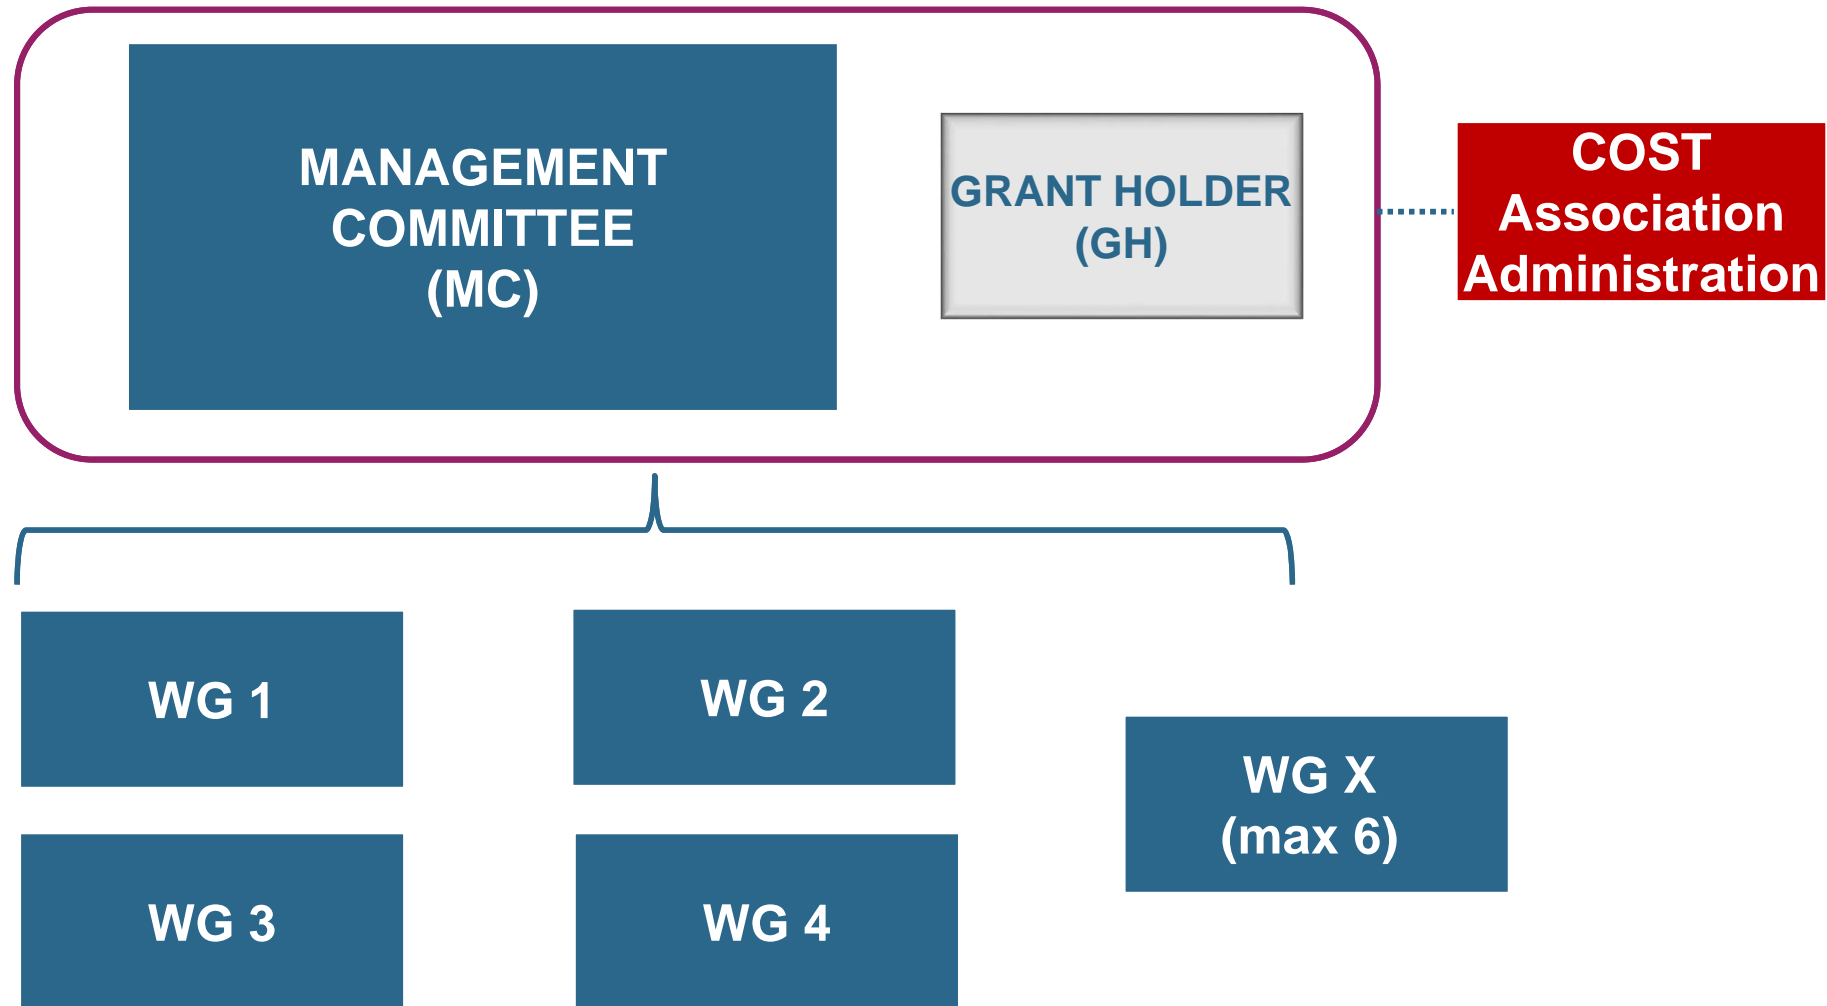 MANAGEMENT
COMMITTEE
(MC)
GRANT HOLDER
(GH)
COST
Association
Administration
WG 1
WG 2
WG X
(max 6)
WG 3
WG 4